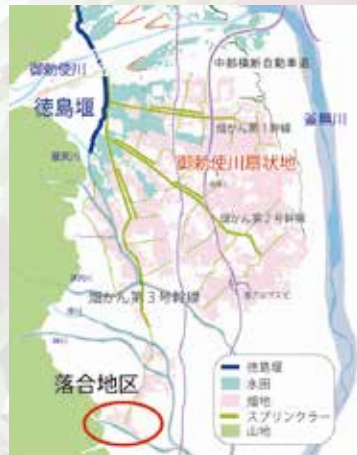 中部横断自動車道
御勅使川
釜無川
徳島堰
畑かん第1幹線
御勅使川扇状地
畑かん第2号幹線
畑かん第3号幹線
落合地区
徳島堰
水田
畑地
スプリンクラー
山地